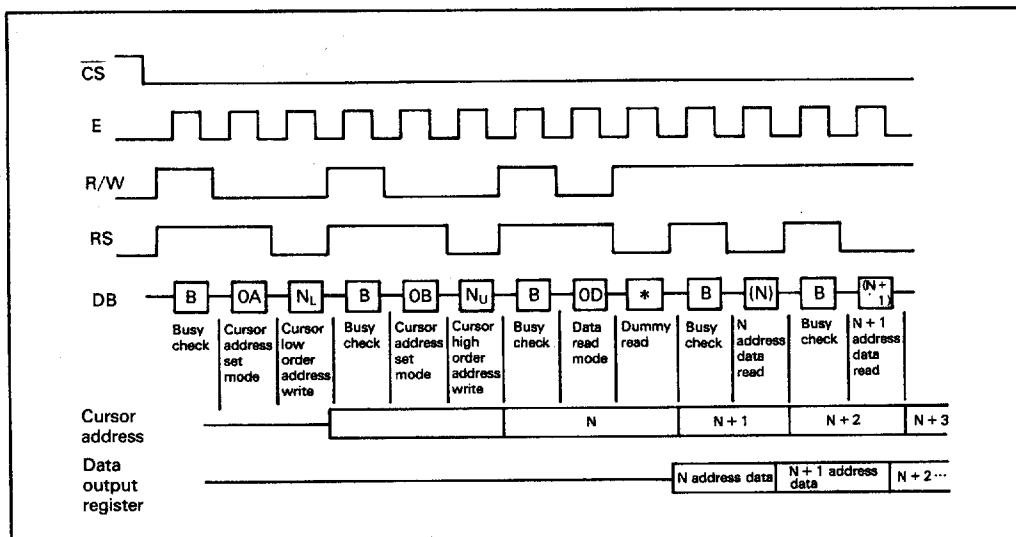 CS
E
R/W
RS
DB B 0A NL B 0B NU B 0D * B (N) B (N+1)
Busy check
Cursor address set mode
Cursor low order address write
Busy check
Cursor address set mode
Cursor high order address write
Busy check
Data read mode
Dummy read
Busy check
N address data read
Busy check
N + 1 address data read
Cursor address
N N + 1 N + 2 N + 3
Data output register
N address data N + 1 address data N + 2 ···